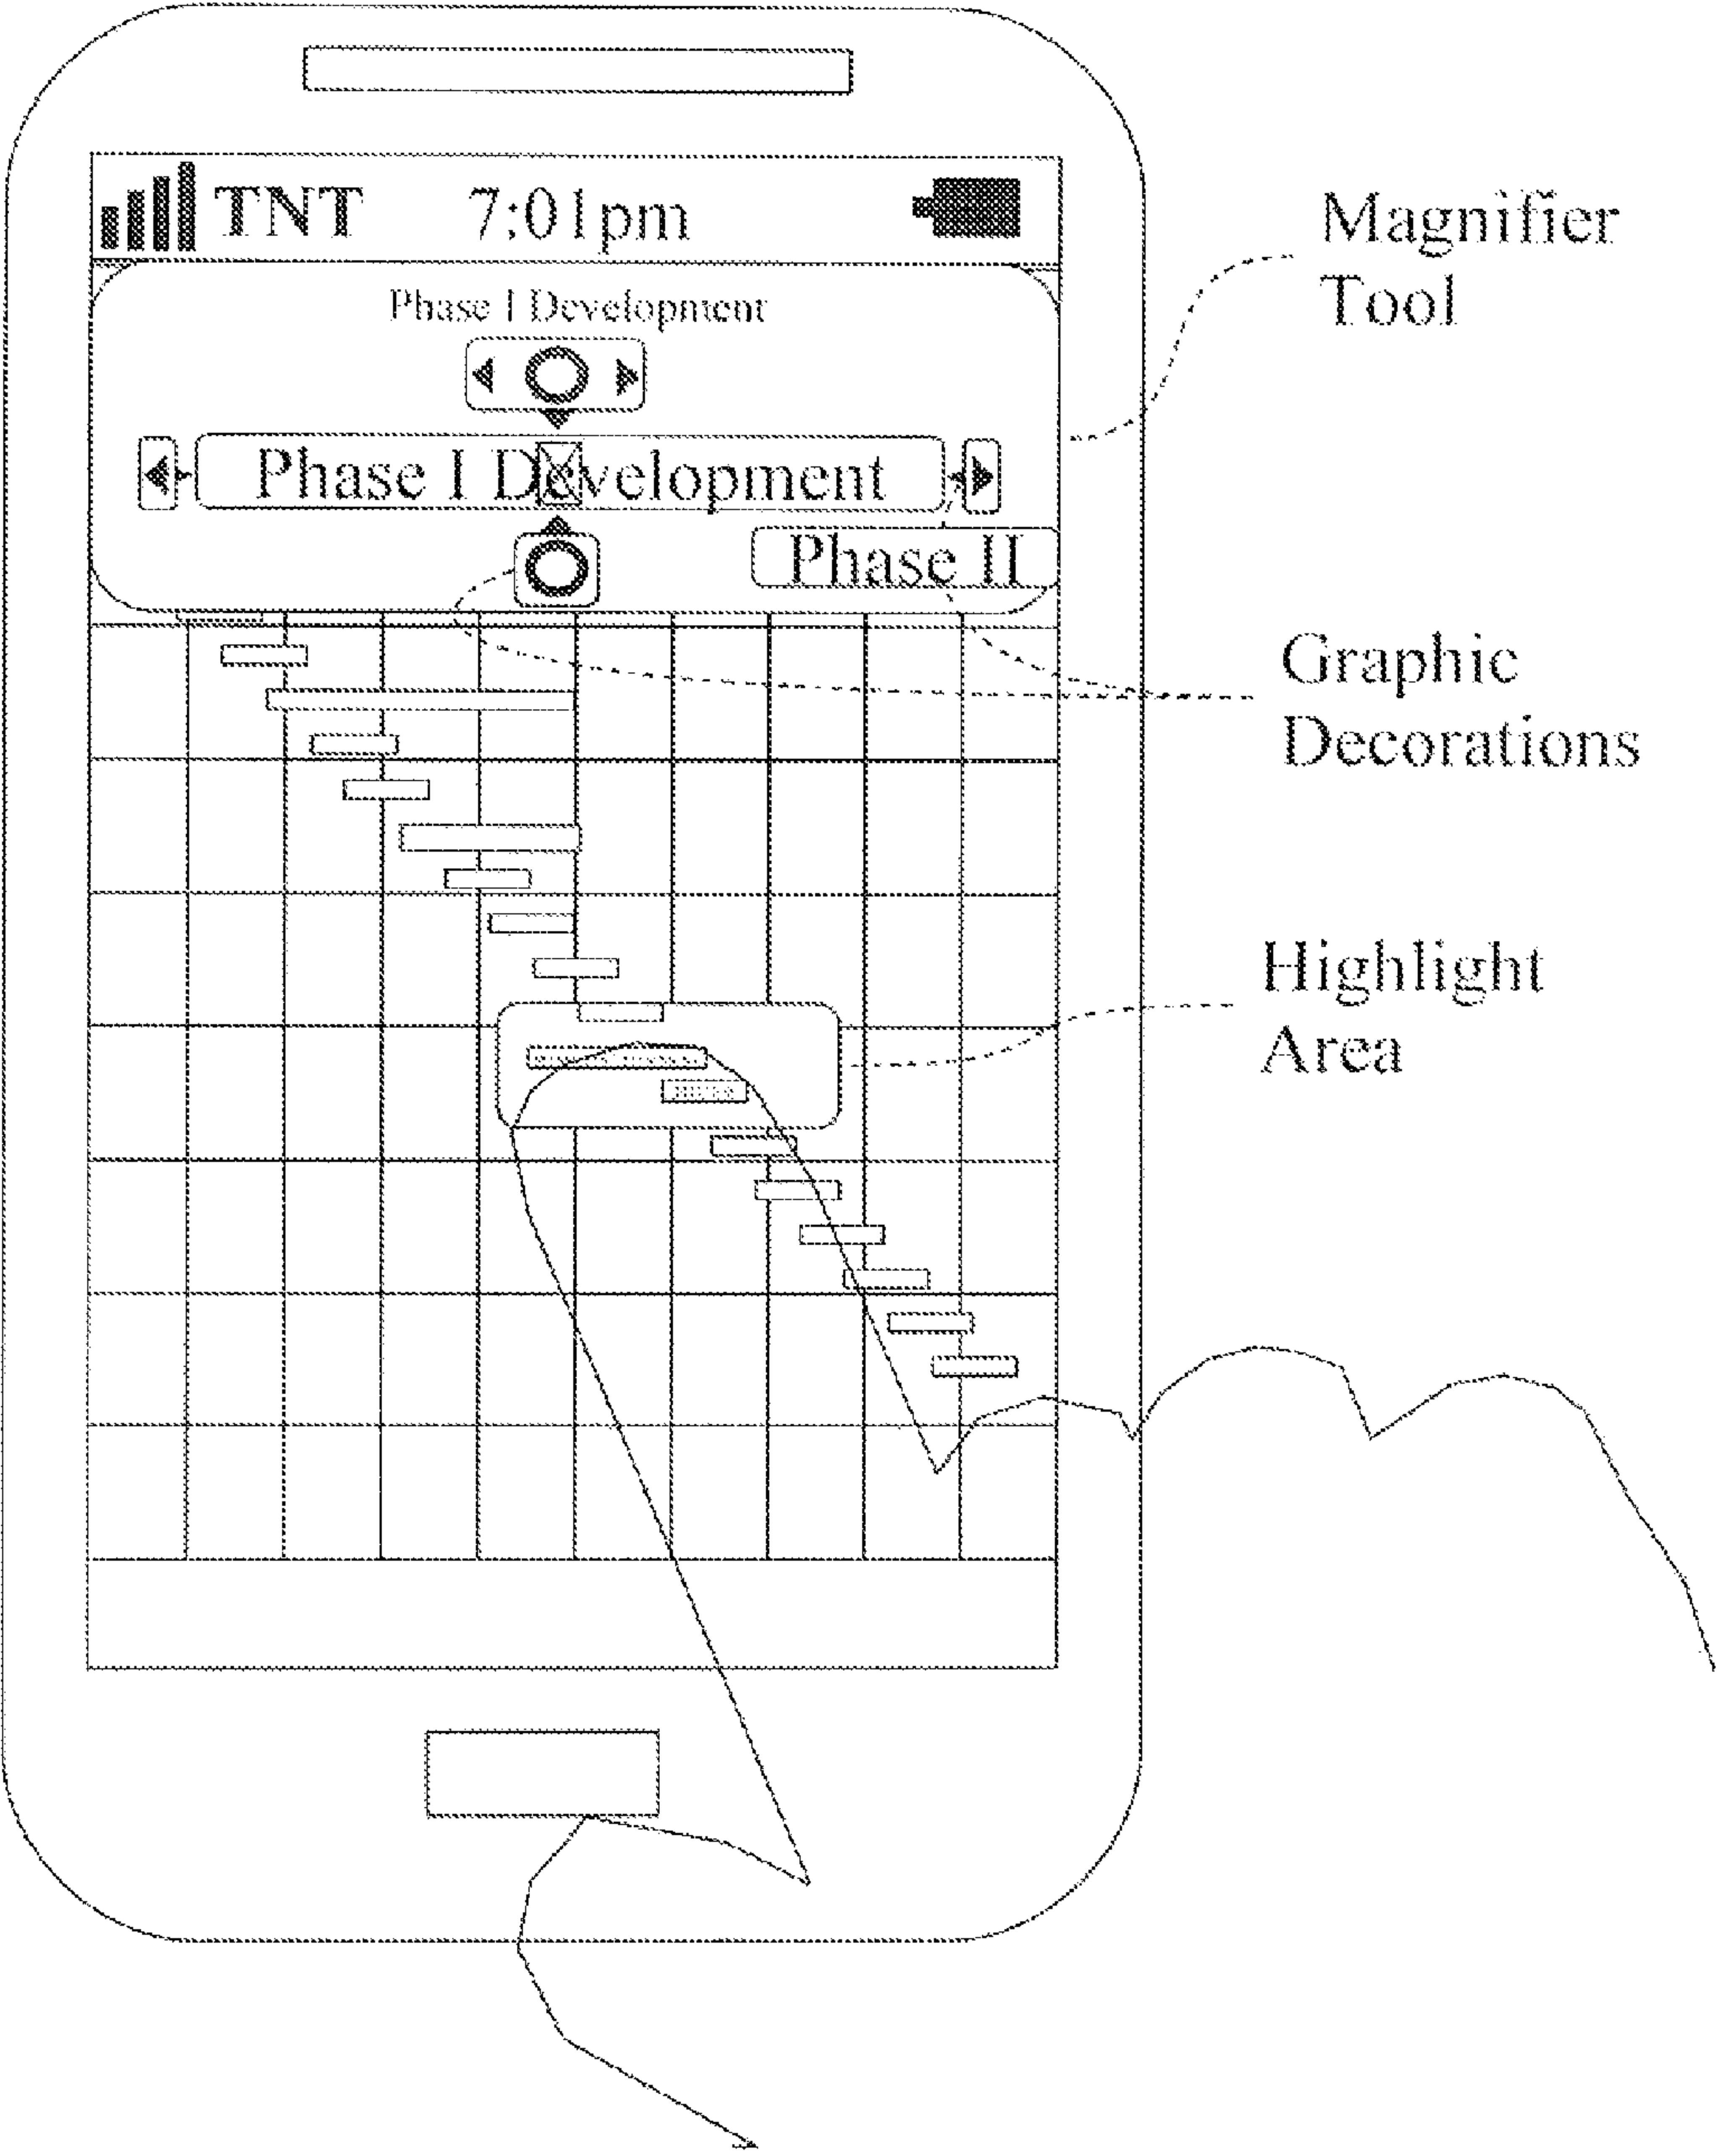 TNT 7:01pm
Magnifier
Tool
Phase I Development
Phase I Development
Phase II
Graphic
Decorations
Highlight
Area